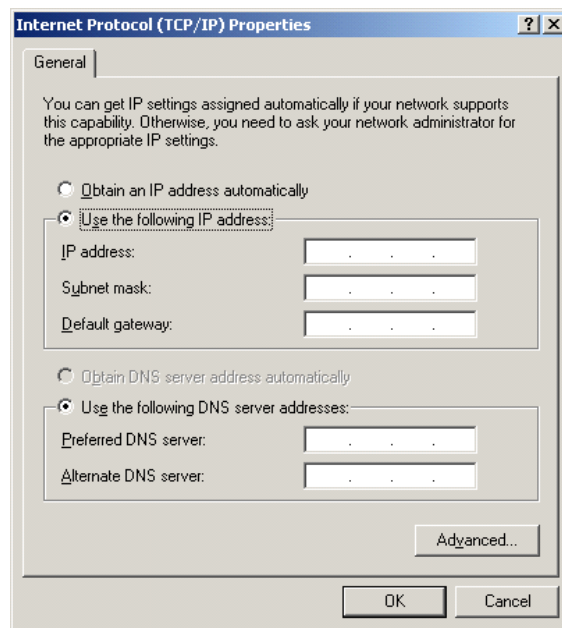 Internet Protocol (TCP/IP) Properties
General
You can get IP settings assigned automatically if your network supports
this capability. Otherwise, you need to ask your network administrator for
the appropriate IP settings.
Obtain an IP address automatically
Use the following IP address:
IP address:
Subnet mask:
Default gateway:
Obtain DNS server address automatically
Use the following DNS server addresses:
Preferred DNS server:
Alternate DNS server:
Advanced...
OK
Cancel